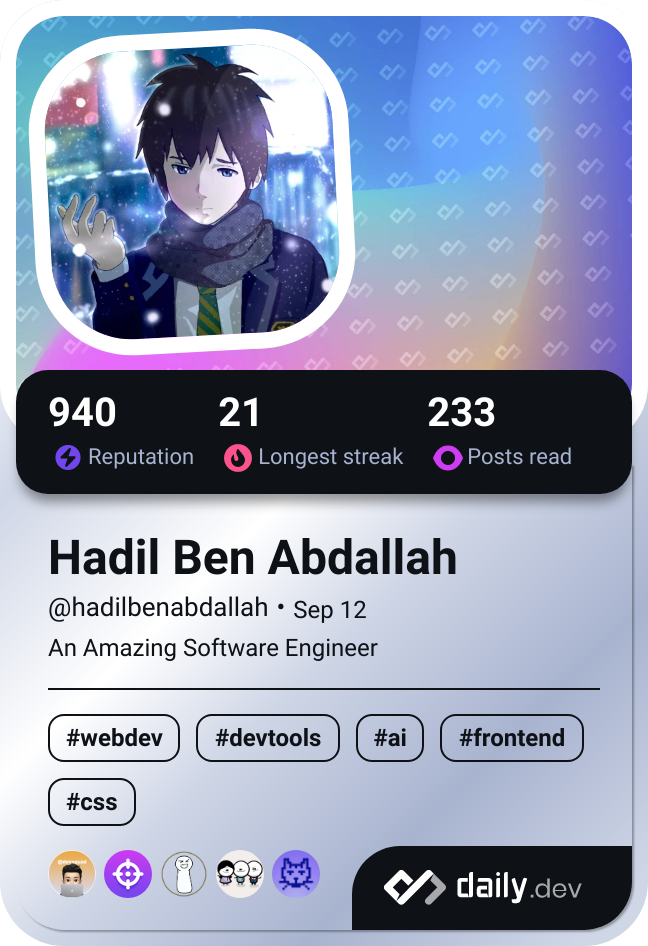 940 21 233
Reputation Longest streak Posts read
Hadil Ben Abdallah
@hadilbenabdallah • Sep 12
An Amazing Software Engineer
#webdev #devtools #ai #frontend
#css
daily.dev